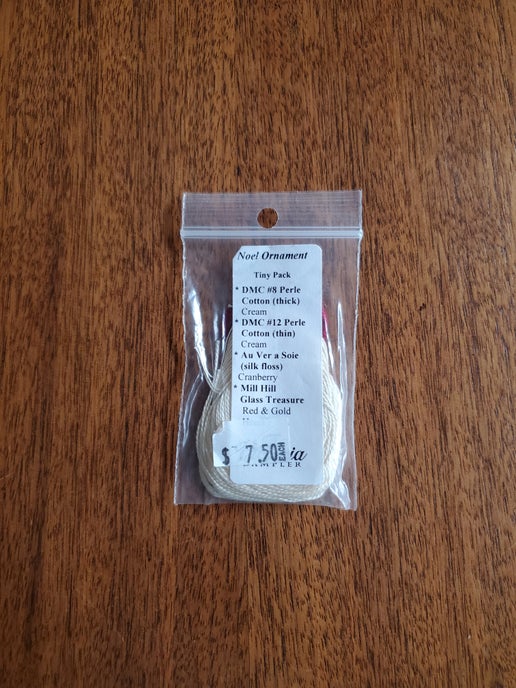 Noel Ornament
Tiny Pack
* DMC #8 Perle
Cotton (thick)
Cream
* DMC #12 Perle
Cotton (thin)
Cream
* Au Ver a Soie
(silk floss)
Cranberry
* Mill Hill
Glass Treasure
Red & Gold
7.50 EACH